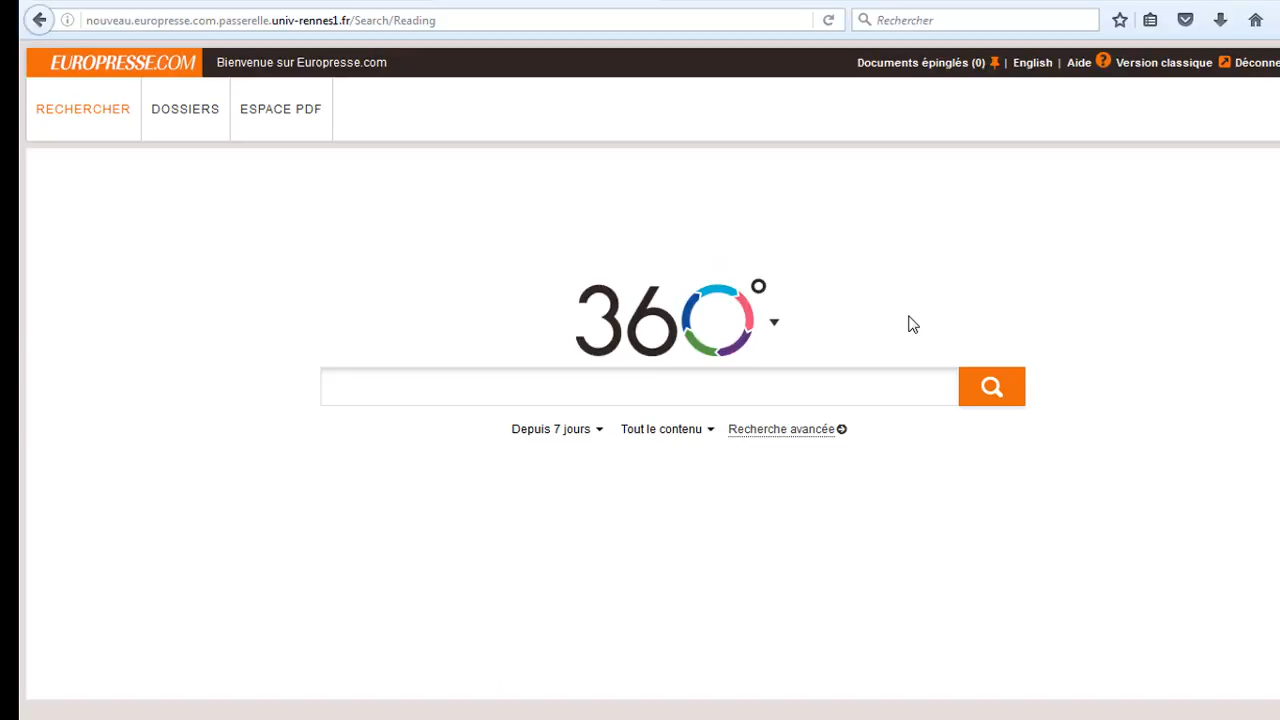 nouveau.europresse.com.passerelle.univ-rennes1.fr/Search/Reading
Rechercher
EUROPRESSE.COM Bienvenue sur Europresse.com Documents épinglés (0) | English | Aide ? Version classique Déconne
RECHERCHER DOSSIERS ESPACE PDF
360°
Depuis 7 jours Tout le contenu Recherche avancée